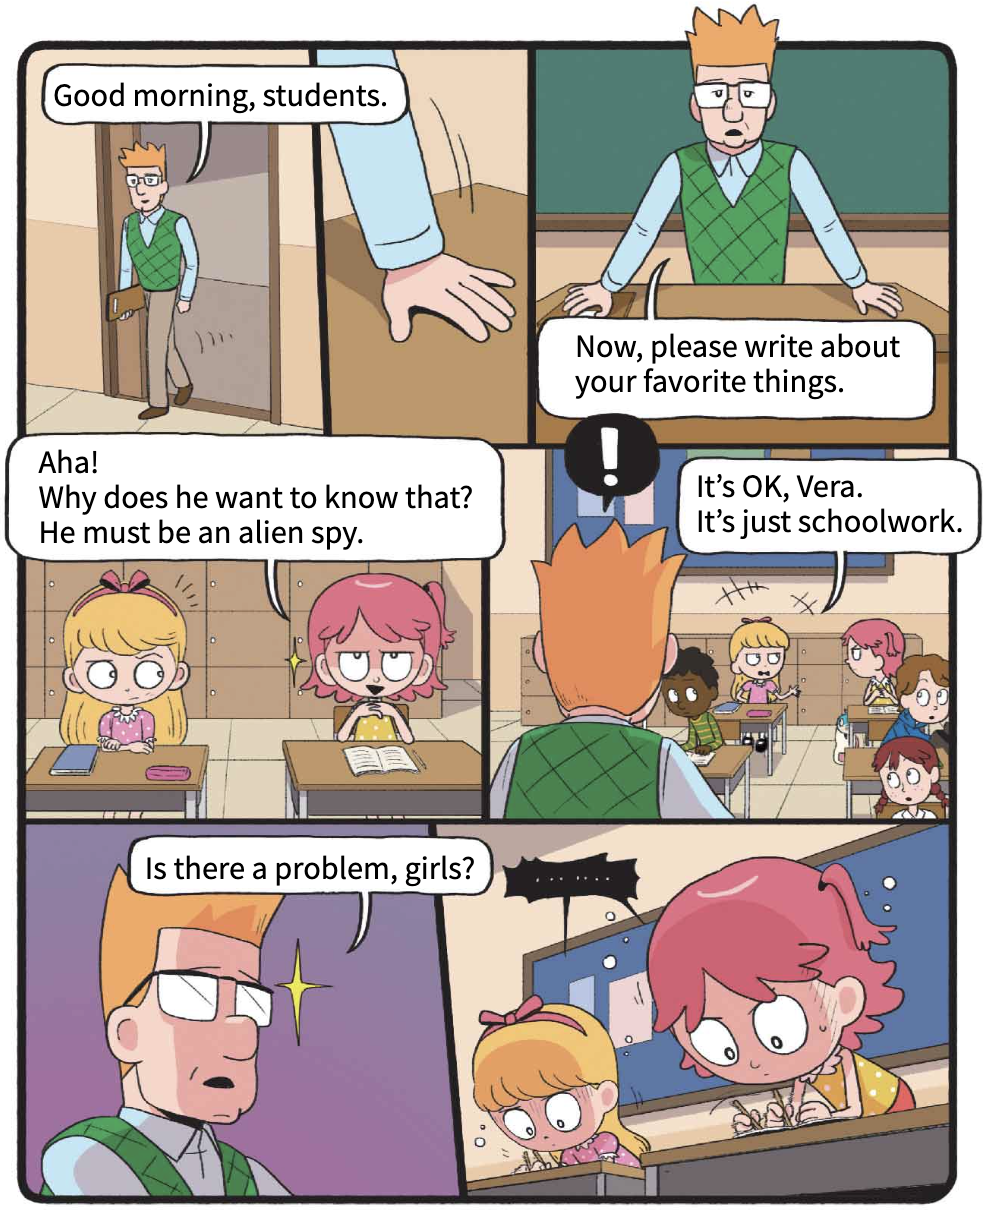 Good morning, students.
Now, please write about
your favorite things.
Aha!
Why does he want to know that?
He must be an alien spy.
!
It's OK, Vera.
It's just schoolwork.
Is there a problem, girls?
.... ....